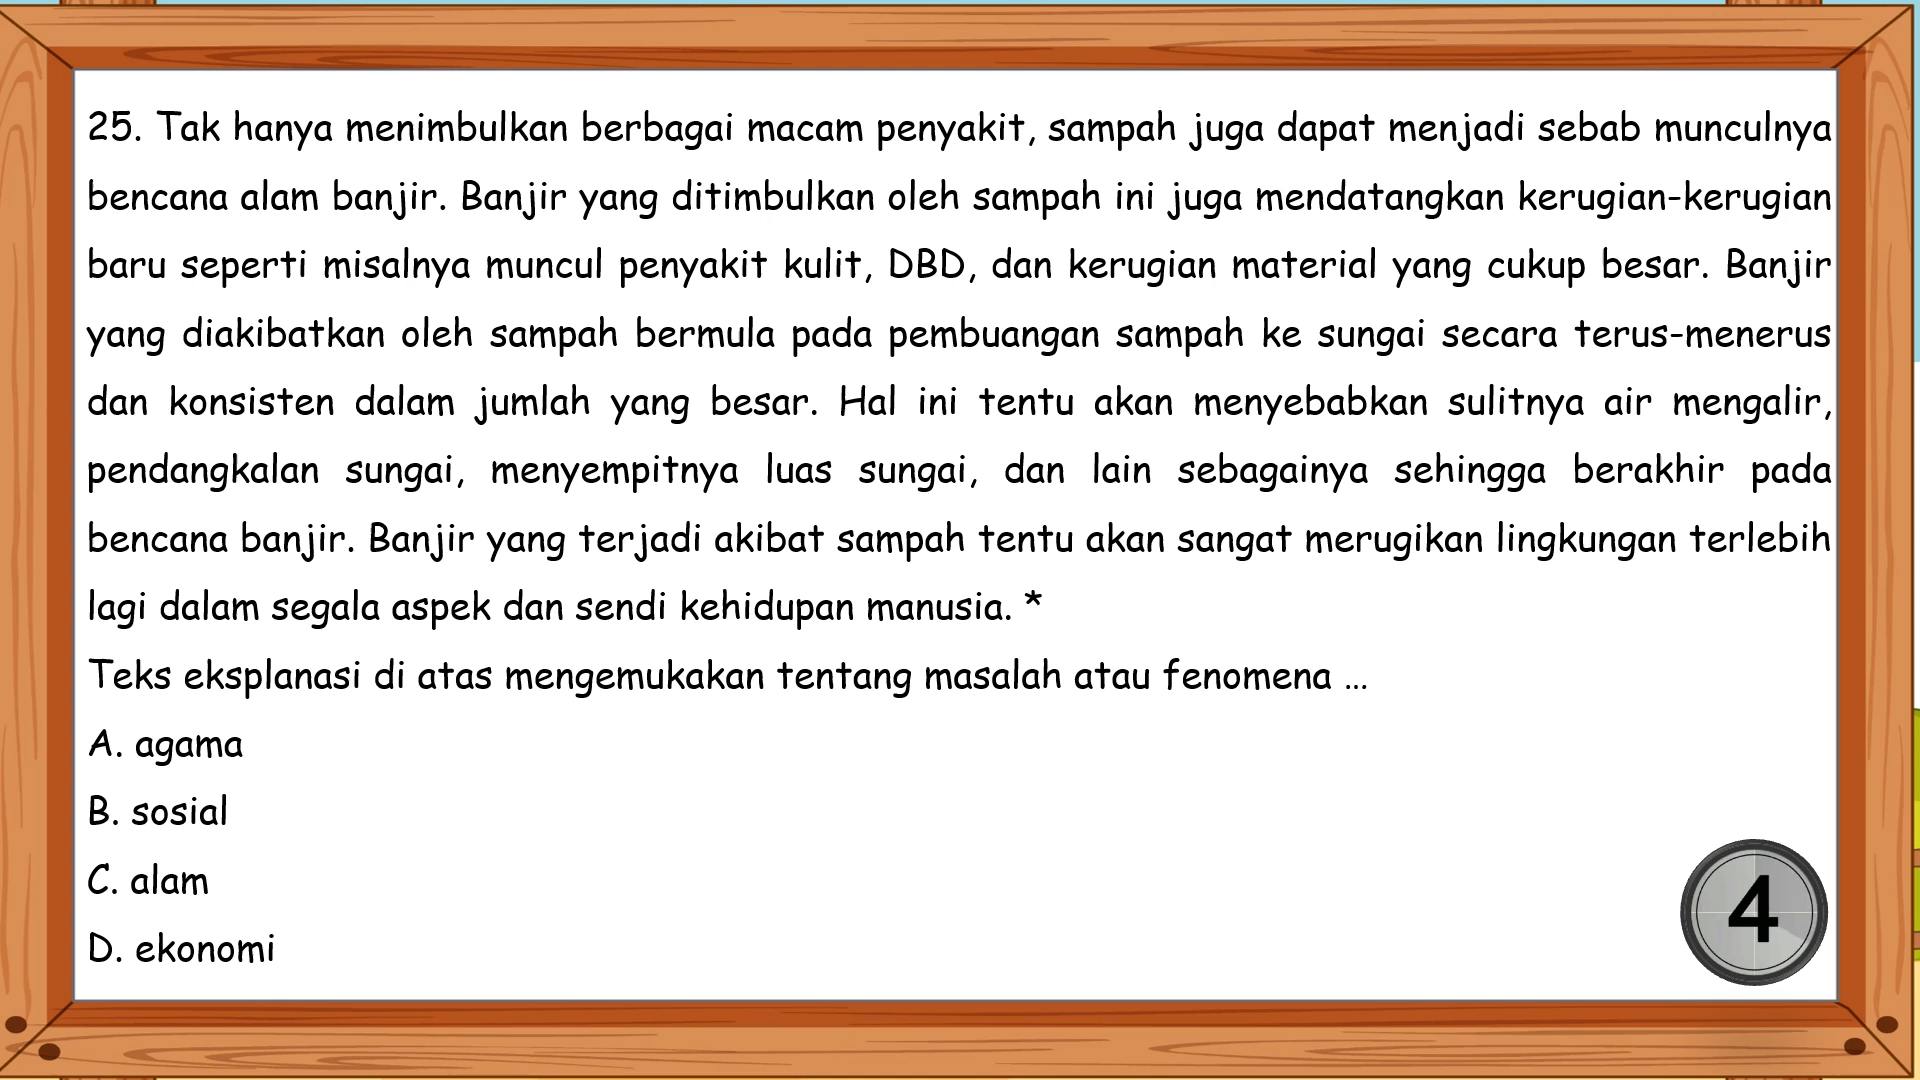 25. Tak hanya menimbulkan berbagai macam penyakit, sampah juga dapat menjadi sebab munculnya
bencana alam banjir. Banjir yang ditimbulkan oleh sampah ini juga mendatangkan kerugian-kerugian
baru seperti misalnya muncul penyakit kulit, DBD, dan kerugian material yang cukup besar. Banjir
yang diakibatkan oleh sampah bermula pada pembuangan sampah ke sungai secara terus-menerus
dan konsisten dalam jumlah yang besar. Hal ini tentu akan menyebabkan sulitnya air mengalir,
pendangkalan sungai, menyempitnya luas sungai, dan lain sebagainya sehingga berakhir pada
bencana banjir. Banjir yang terjadi akibat sampah tentu akan sangat merugikan lingkungan terlebih
lagi dalam segala aspek dan sendi kehidupan manusia. *
Teks eksplanasi di atas mengemukakan tentang masalah atau fenomena ...
A. agama
B. sosial
C. alam
D. ekonomi
4